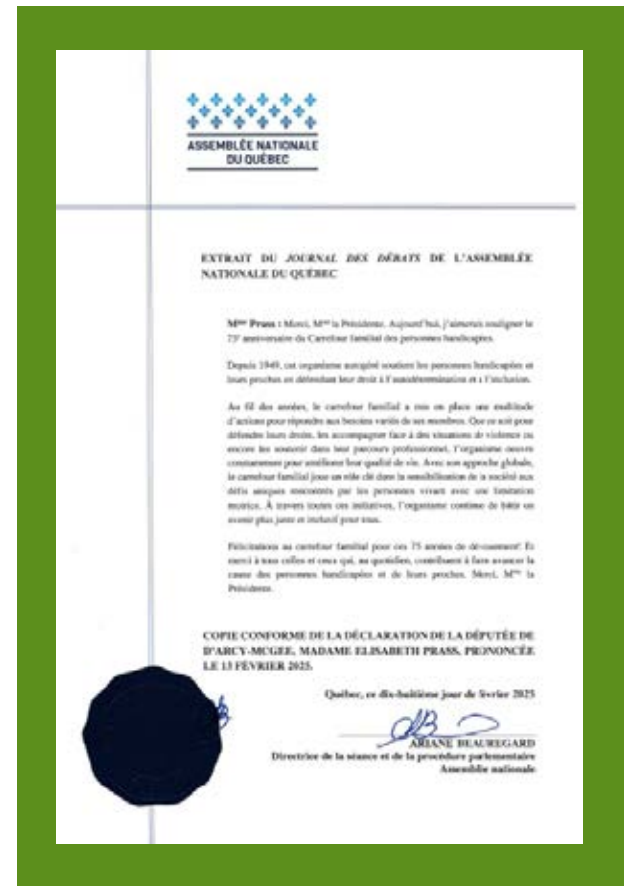 ASSEMBLÉE NATIONALE
DU QUÉBEC
EXTRAIT DU JOURNAL DES DÉBATS DE L'ASSEMBLÉE
NATIONALE DU QUÉBEC
Mme Prass : Merci, Mme la Présidente. Aujourd'hui, j'aimerais souligner le
75e anniversaire du Carrefour familial des personnes handicapées.
Depuis 1949, cet organisme autogéré soutient les personnes handicapées et
leurs proches en défendant leur droit à l'autodétermination et à l'inclusion.
Au fil des années, le carrefour familial a mis en place une multitude
d'actions pour répondre aux besoins variés de ses membres. Que ce soit pour
défendre leurs droits, les accompagner face à des situations de violence ou
encore les soutenir dans leur parcours professionnel, l'organisme oeuvre
constamment pour améliorer leur qualité de vie. Avec son approche globale,
le carrefour familial joue un rôle clé dans la sensibilisation de la société aux
défis uniques rencontrés par les personnes vivant avec une limitation
motrice. À travers toutes ces initiatives, l'organisme continue de bâtir un
avenir plus juste et inclusif pour tous.
Félicitations au carrefour familial pour ces 75 années de dévouement! Et
merci à tous celles et ceux qui, au quotidien, contribuent à faire avancer la
cause des personnes handicapées et de leurs proches. Merci, Mme la
Présidente.
COPIE CONFORME DE LA DÉCLARATION DE LA DÉPUTÉE DE
D'ARCY-MCGEE, MADAME ELISABETH PRASS, PRONONCÉE
LE 13 FÉVRIER 2025.
Québec, ce dix-huitième jour de février 2025
ARIANE BEAUREGARD
Directrice de la séance et de la procédure parlementaire
Assemblée nationale